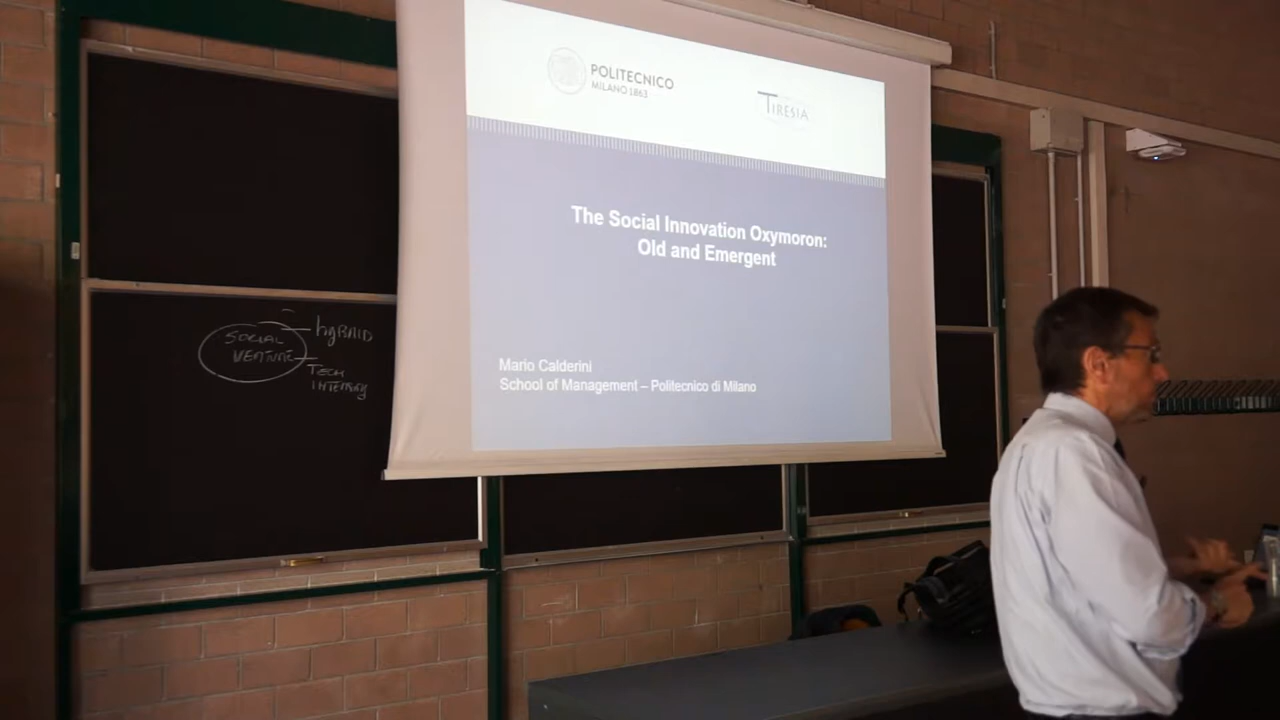 POLITECNICO
MILANO 1863
TIRESIA
The Social Innovation Oxymoron:
Old and Emergent
Mario Calderini
School of Management – Politecnico di Milano
SOCIAL
VENTURE
hyBRID
TECH